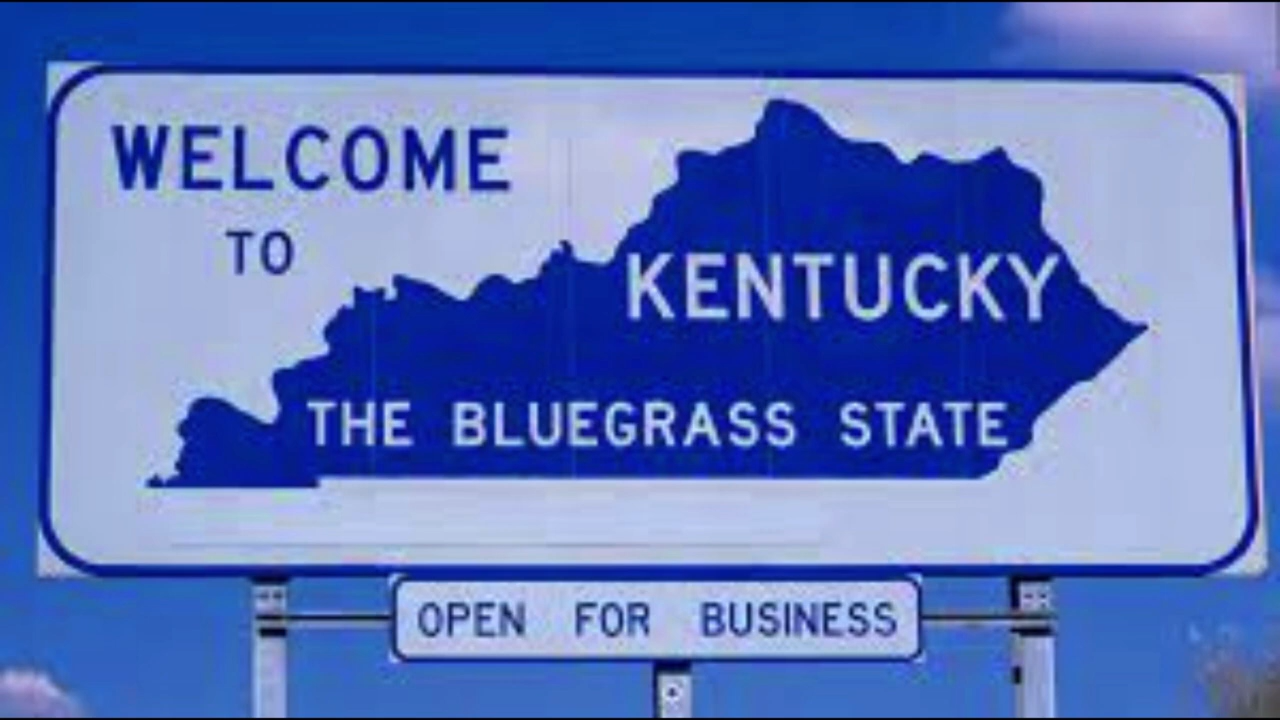 WELCOME
TO
KENTUCKY
THE BLUEGRASS STATE
OPEN FOR BUSINESS